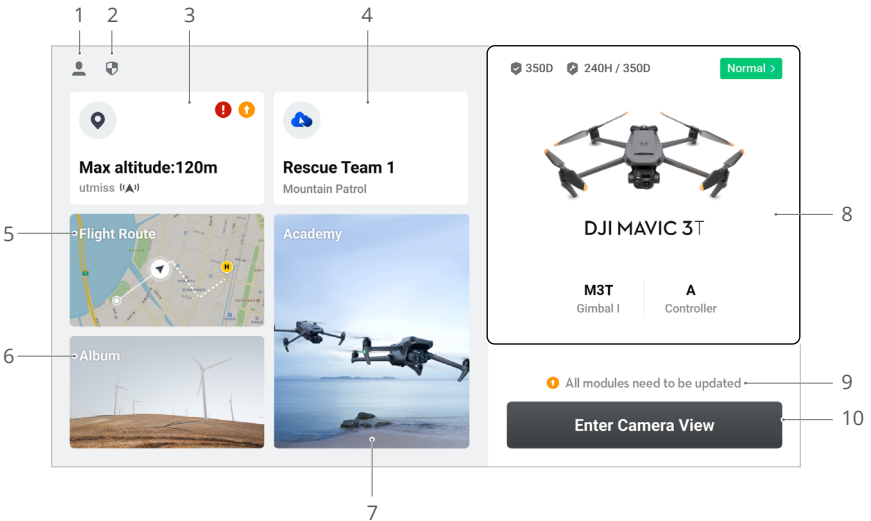 1
2
3
4
350D
240H / 350D
Normal >
Max altitude:120m
utmiss
Rescue Team 1
Mountain Patrol
5
Flight Route
H
Academy
8
DJI MAVIC 3T
M3T
Gimbal I
A
Controller
6
Album
All modules need to be updated
9
Enter Camera View
10
7